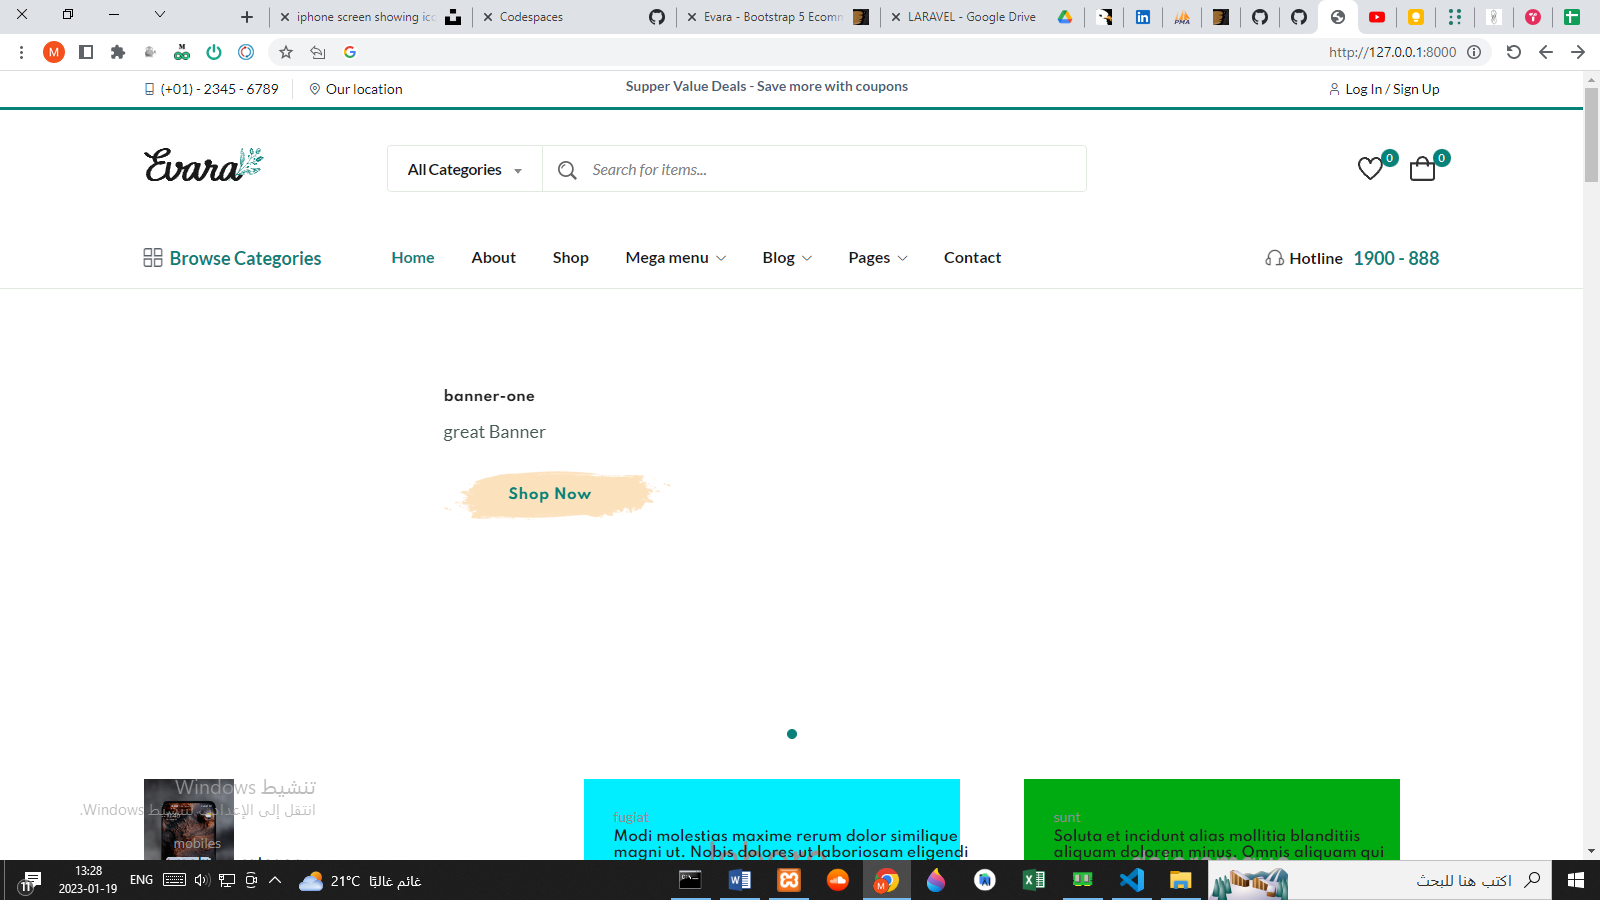 iphone screen showing ico
Codespaces
Evara - Bootstrap 5 Ecomm
LARAVEL - Google Drive
M
http://127.0.0.1:8000
(+01) - 2345 - 6789
Our location
Supper Value Deals - Save more with coupons
Log In / Sign Up
Evara
All Categories
Search for items...
0
0
Browse Categories
Home
About
Shop
Mega menu
Blog
Pages
Contact
Hotline
1900 - 888
banner-one
great Banner
Shop Now
تنشيط Windows
انتقل إلى الإعدادات لتنشيط Windows.
mobiles
fugiat
Modi molestias maxime rerum dolor similique
magni ut. Nobis dolores ut laboriosam eligendi
sunt
Soluta et incidunt alias mollitia blanditiis
aliquam dolorem minus. Omnis aliquam qui
11
13:28
2023-01-19
ENG
21°C غائم غالبًا
اكتب هنا للبحث